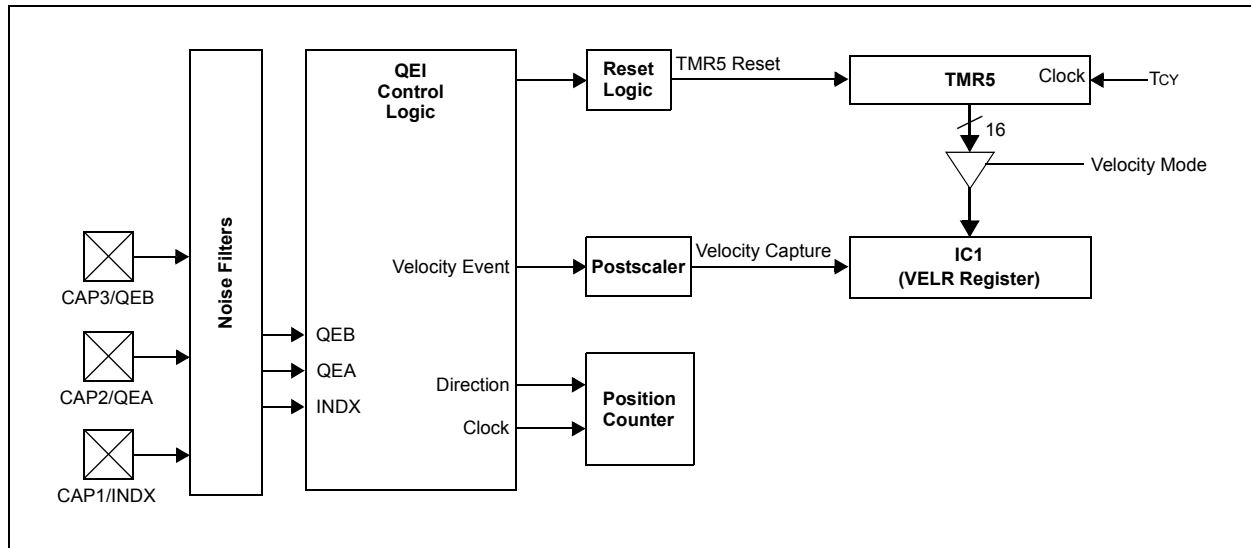 QEI
Control
Logic
Reset
Logic
TMR5 Reset
TMR5
Clock
TCY
16
Velocity Mode
Noise Filters
CAP3/QEB
CAP2/QEA
CAP1/INDX
QEB
QEA
INDX
Velocity Event
Postscaler
Velocity Capture
IC1
(VELR Register)
Direction
Clock
Position
Counter